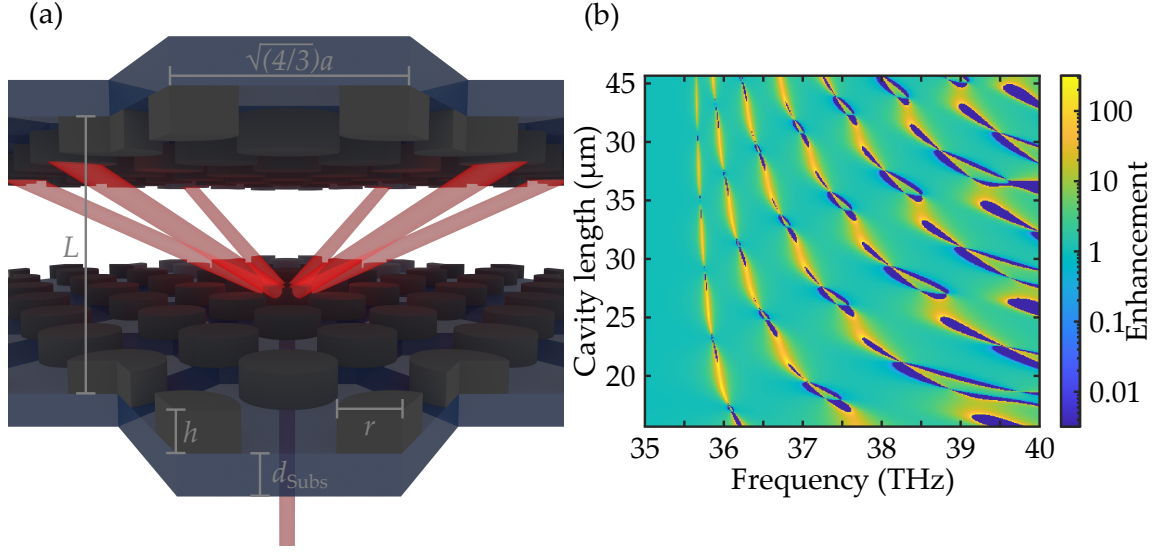 (a)
√(4/3)a
L
h
r
d_Subs
(b)
45
30
35
30
25
20
Cavity length (μm)
35 36 37 38 39 40
Frequency (THz)
100
10
1
0.1
0.01
Enhancement